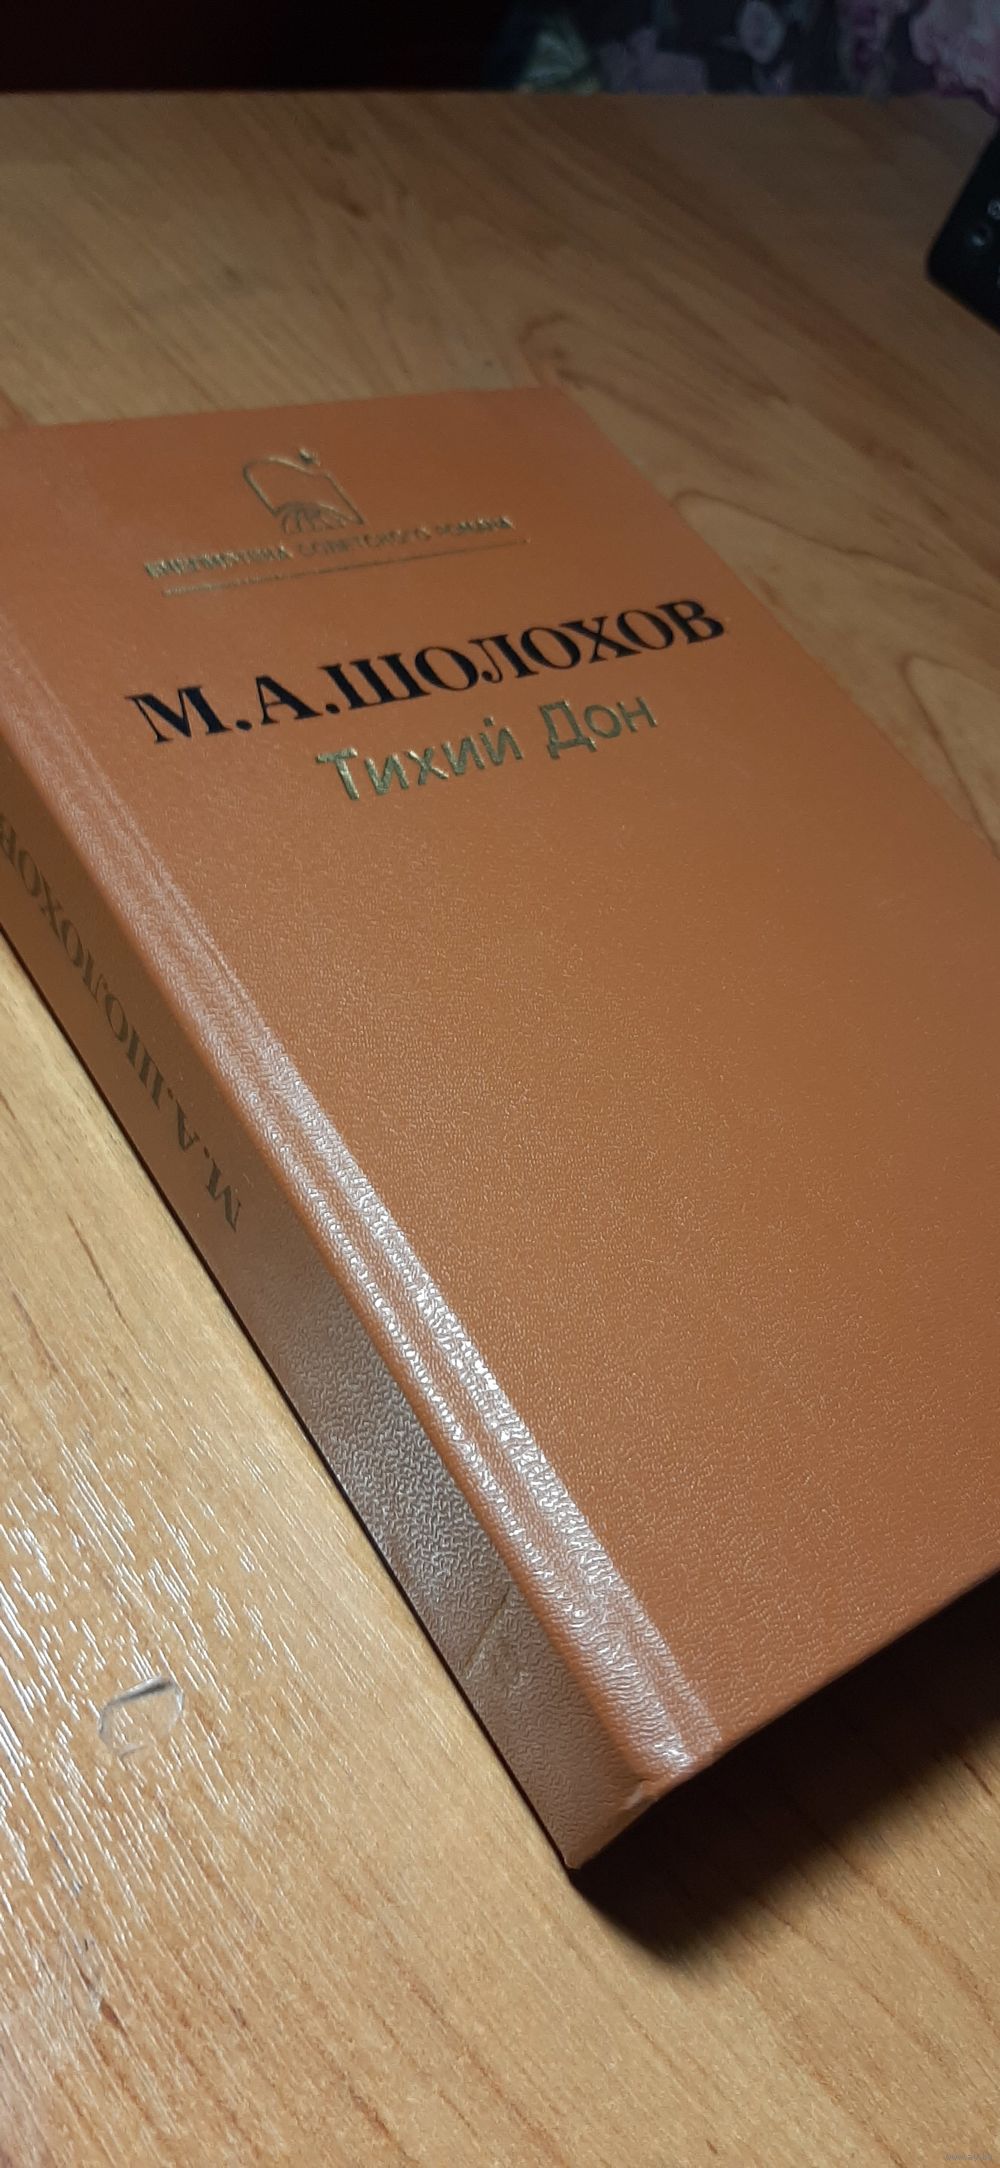 БИБЛИОТЕКА СОВЕТСКОГО РОМАНА
М.А.ШОЛОХОВ
Тихий Дон
М.А.ШОЛОХОВ